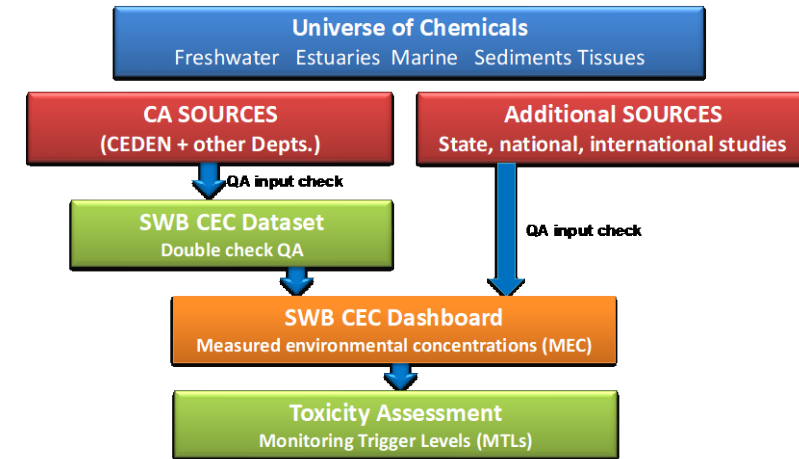 Universe of Chemicals
Freshwater Estuaries Marine Sediments Tissues
CA SOURCES
(CEDEN + other Depts.)
Additional SOURCES
State, national, international studies
QA input check
SWB CEC Dataset
Double check QA
QA input check
SWB CEC Dashboard
Measured environmental concentrations (MEC)
Toxicity Assessment
Monitoring Trigger Levels (MTLs)